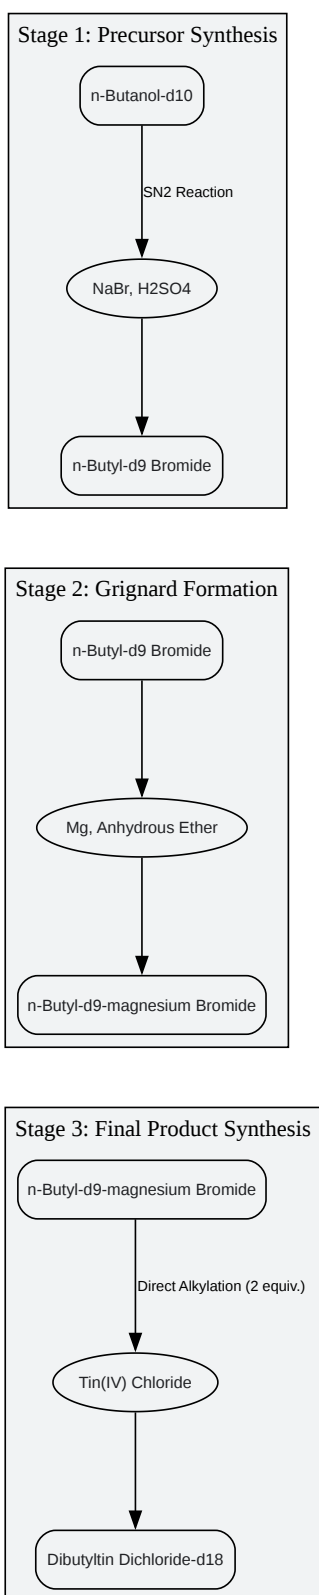 Stage 1: Precursor Synthesis
n-Butanol-d10
SN2 Reaction
NaBr, H2SO4
n-Butyl-d9 Bromide
Stage 2: Grignard Formation
n-Butyl-d9 Bromide
Mg, Anhydrous Ether
n-Butyl-d9-magnesium Bromide
Stage 3: Final Product Synthesis
n-Butyl-d9-magnesium Bromide
Direct Alkylation (2 equiv.)
Tin(IV) Chloride
Dibutyltin Dichloride-d18